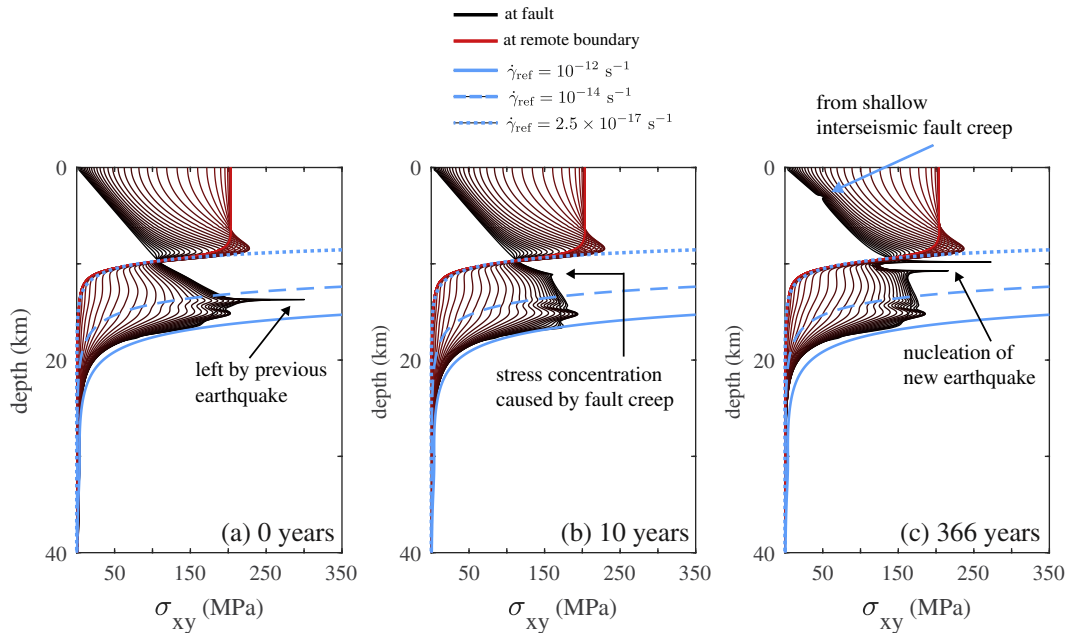 at fault
at remote boundary
γ̇ref = 10⁻¹² s⁻¹
γ̇ref = 10⁻¹⁴ s⁻¹
γ̇ref = 2.5 × 10⁻¹⁷ s⁻¹
from shallow
interseismic fault creep
0
0
0
10
10
10
20
20
20
40
40
40
depth (km)
depth (km)
depth (km)
left by previous
earthquake
stress concentration
caused by fault creep
nucleation of
new earthquake
(a) 0 years
(b) 10 years
(c) 366 years
50 150 250 350
50 150 250 350
50 150 250 350
σxy (MPa)
σxy (MPa)
σxy (MPa)